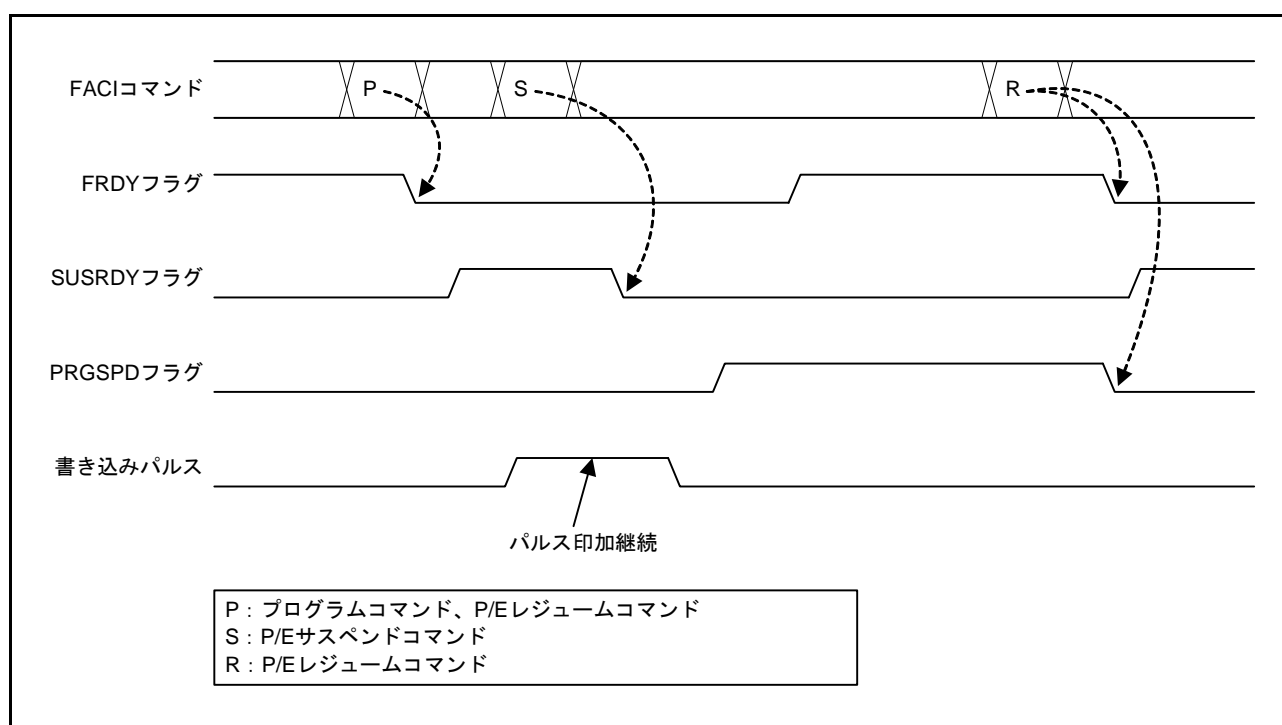 FACIコマンド
P
S
R
FRDYフラグ
SUSRDYフラグ
PRGSPDフラグ
書き込みパルス
パルス印加継続
P：プログラムコマンド、P/Eレジュームコマンド
S：P/Eサスペンドコマンド
R：P/Eレジュームコマンド